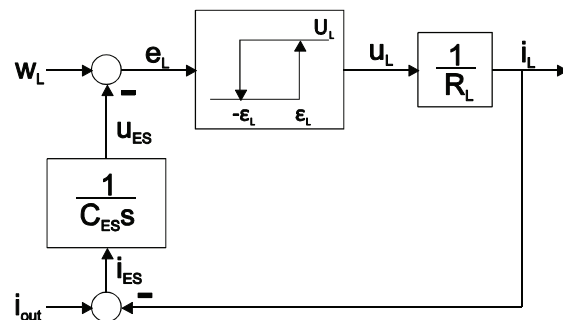 w_L
e_L
U_L
-ε_L
ε_L
u_L
1
R_L
i_L
u_ES
1
C_ES s
i_ES
i_out